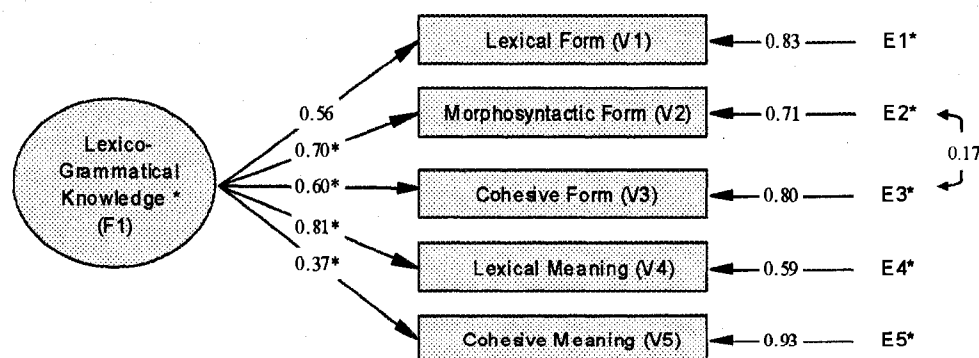 Lexical Form (V1)
0.83
E1*
0.56
Morphosyntactic Form (V2)
0.71
E2*
Lexico-
Grammatical
Knowledge *
(F1)
0.70*
0.17
0.60*
Cohesive Form (V3)
0.80
E3*
0.81*
0.37*
Lexical Meaning (V4)
0.59
E4*
Cohesive Meaning (V5)
0.93
E5*